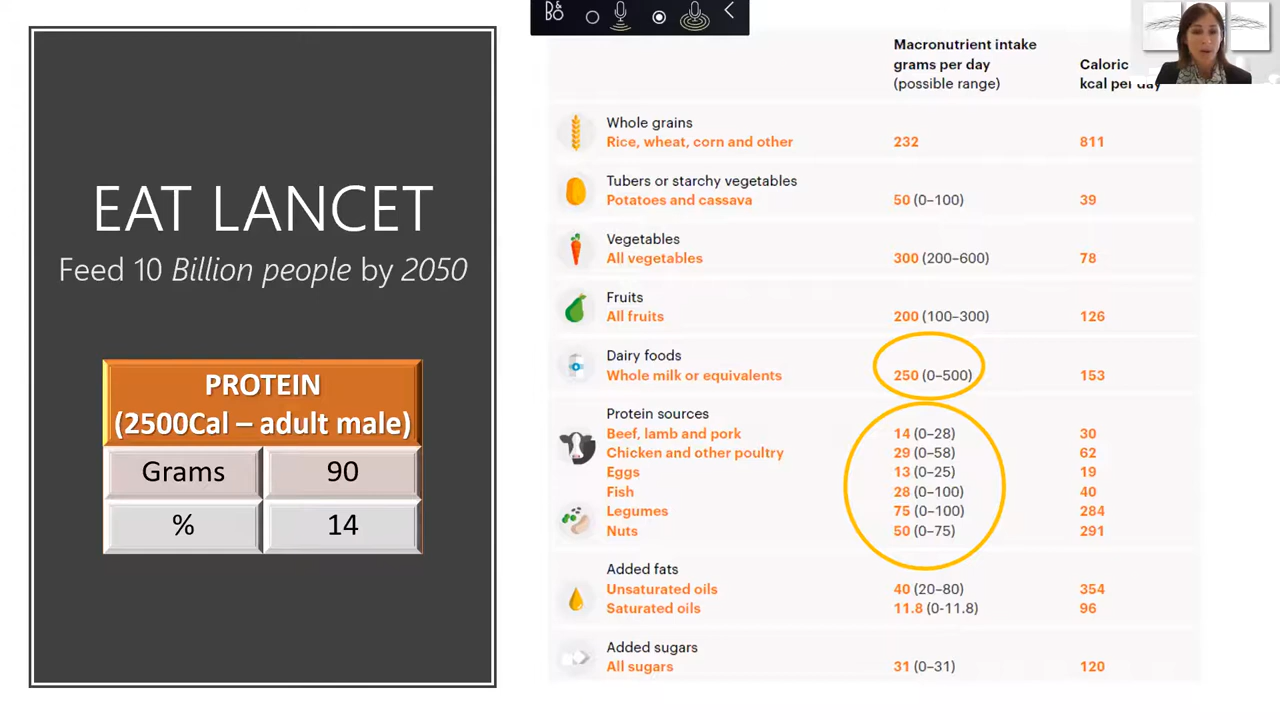 B&O
EAT LANCET
Feed 10 Billion people by 2050
PROTEIN
(2500Cal – adult male)
Grams 90
% 14
Macronutrient intake
grams per day
(possible range)
Caloric
kcal per day
Whole grains
Rice, wheat, corn and other 232 811
Tubers or starchy vegetables
Potatoes and cassava 50 (0–100) 39
Vegetables
All vegetables 300 (200–600) 78
Fruits
All fruits 200 (100–300) 126
Dairy foods
Whole milk or equivalents 250 (0–500) 153
Protein sources
Beef, lamb and pork 14 (0–28) 30
Chicken and other poultry 29 (0–58) 62
Eggs 13 (0–25) 19
Fish 28 (0–100) 40
Legumes 75 (0–100) 284
Nuts 50 (0–75) 291
Added fats
Unsaturated oils 40 (20–80) 354
Saturated oils 11.8 (0-11.8) 96
Added sugars
All sugars 31 (0–31) 120